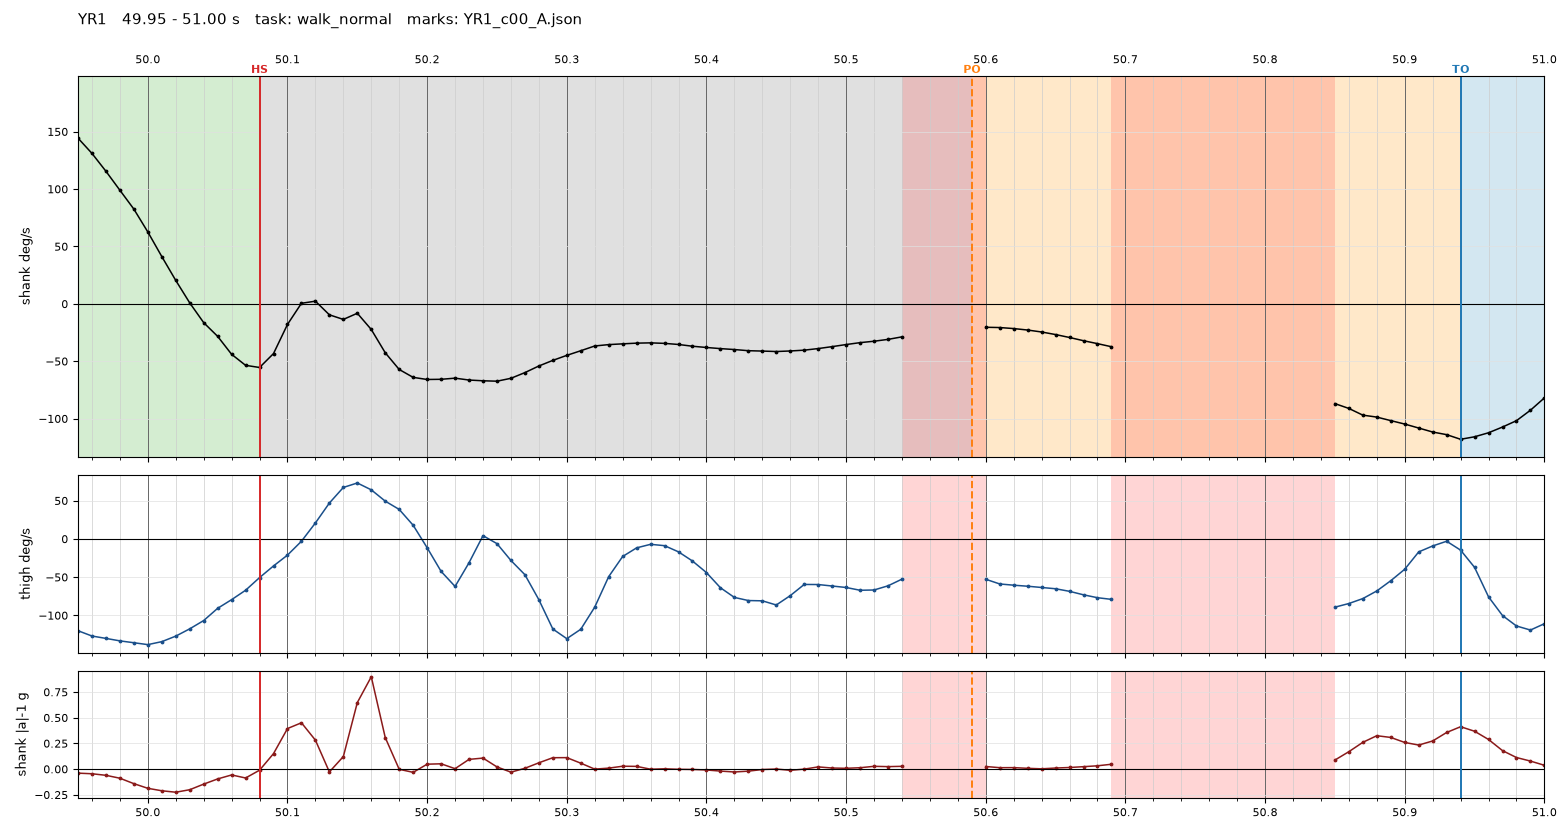 YR1   49.95 - 51.00 s   task: walk_normal   marks: YR1_c00_A.json
50.0 50.1 50.2 50.3 50.4 50.5 50.6 50.7 50.8 50.9 51.0
HS PO TO
shank deg/s
150
100
50
0
−50
−100
thigh deg/s
50
0
−50
−100
shank |a|-1 g
0.75
0.50
0.25
0.00
−0.25
50.0 50.1 50.2 50.3 50.4 50.5 50.6 50.7 50.8 50.9 51.0